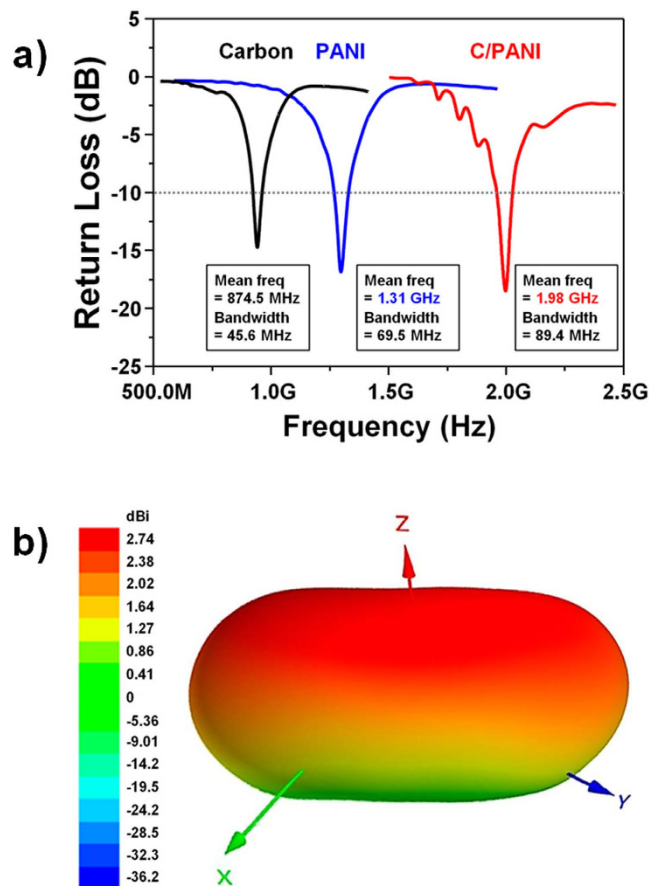 a)
Carbon PANI C/PANI
5
0
-5
-10
-15
-20
-25
Return Loss (dB)
Mean freq
= 874.5 MHz
Bandwidth
= 45.6 MHz
Mean freq
= 1.31 GHz
Bandwidth
= 69.5 MHz
Mean freq
= 1.98 GHz
Bandwidth
= 89.4 MHz
500.0M 1.0G 1.5G 2.0G 2.5G
Frequency (Hz)
b)
dBi
2.74
2.38
2.02
1.64
1.27
0.86
0.41
0
-5.36
-9.01
-14.2
-19.5
-24.2
-28.5
-32.3
-36.2
Z
Y
X